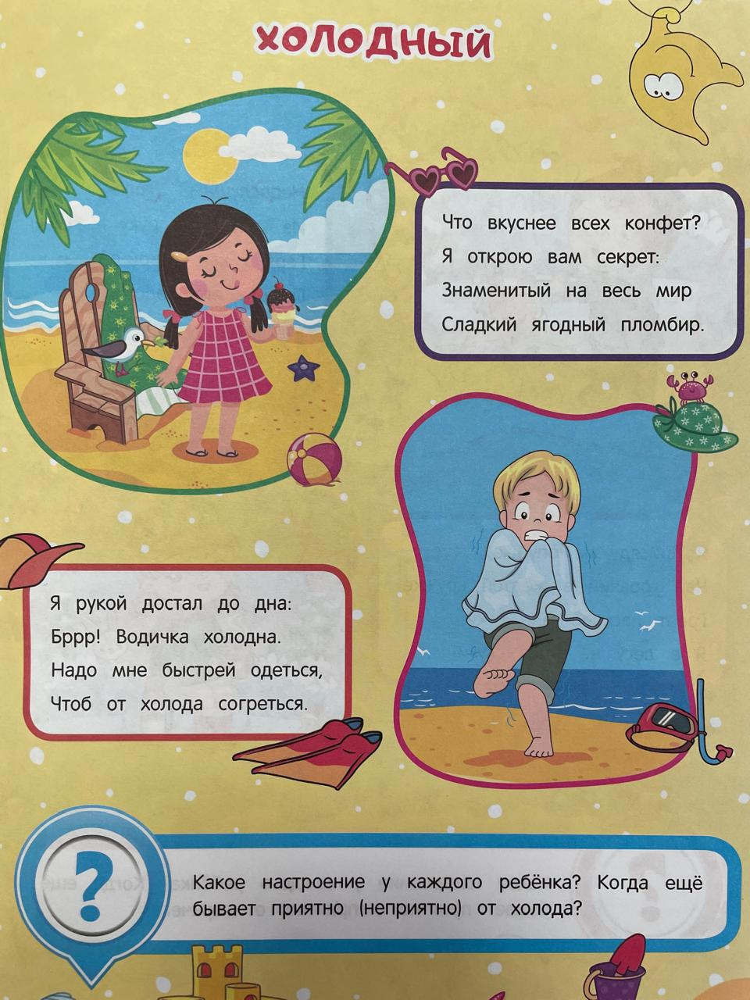 ХОЛОДНЫЙ
Что вкуснее всех конфет?
Я открою вам секрет:
Знаменитый на весь мир
Сладкий ягодный пломбир.
Я рукой достал до дна:
Бррр! Водичка холодна.
Надо мне быстрей одеться,
Чтоб от холода согреться.
?
Какое настроение у каждого ребёнка? Когда ещё
бывает приятно (неприятно) от холода?